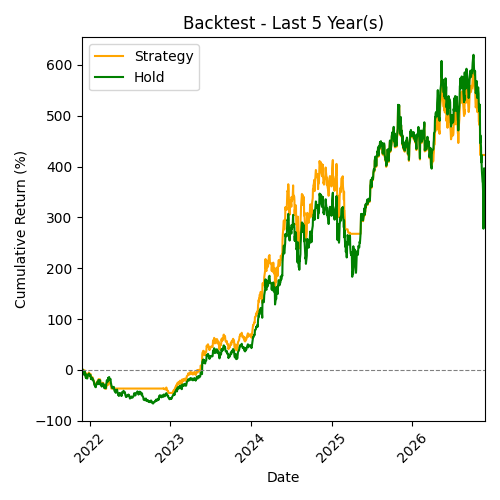 Backtest - Last 5 Year(s)
Strategy
Hold
Cumulative Return (%)
600
500
400
300
200
100
0
−100
2022
2023
2024
2025
2026
Date